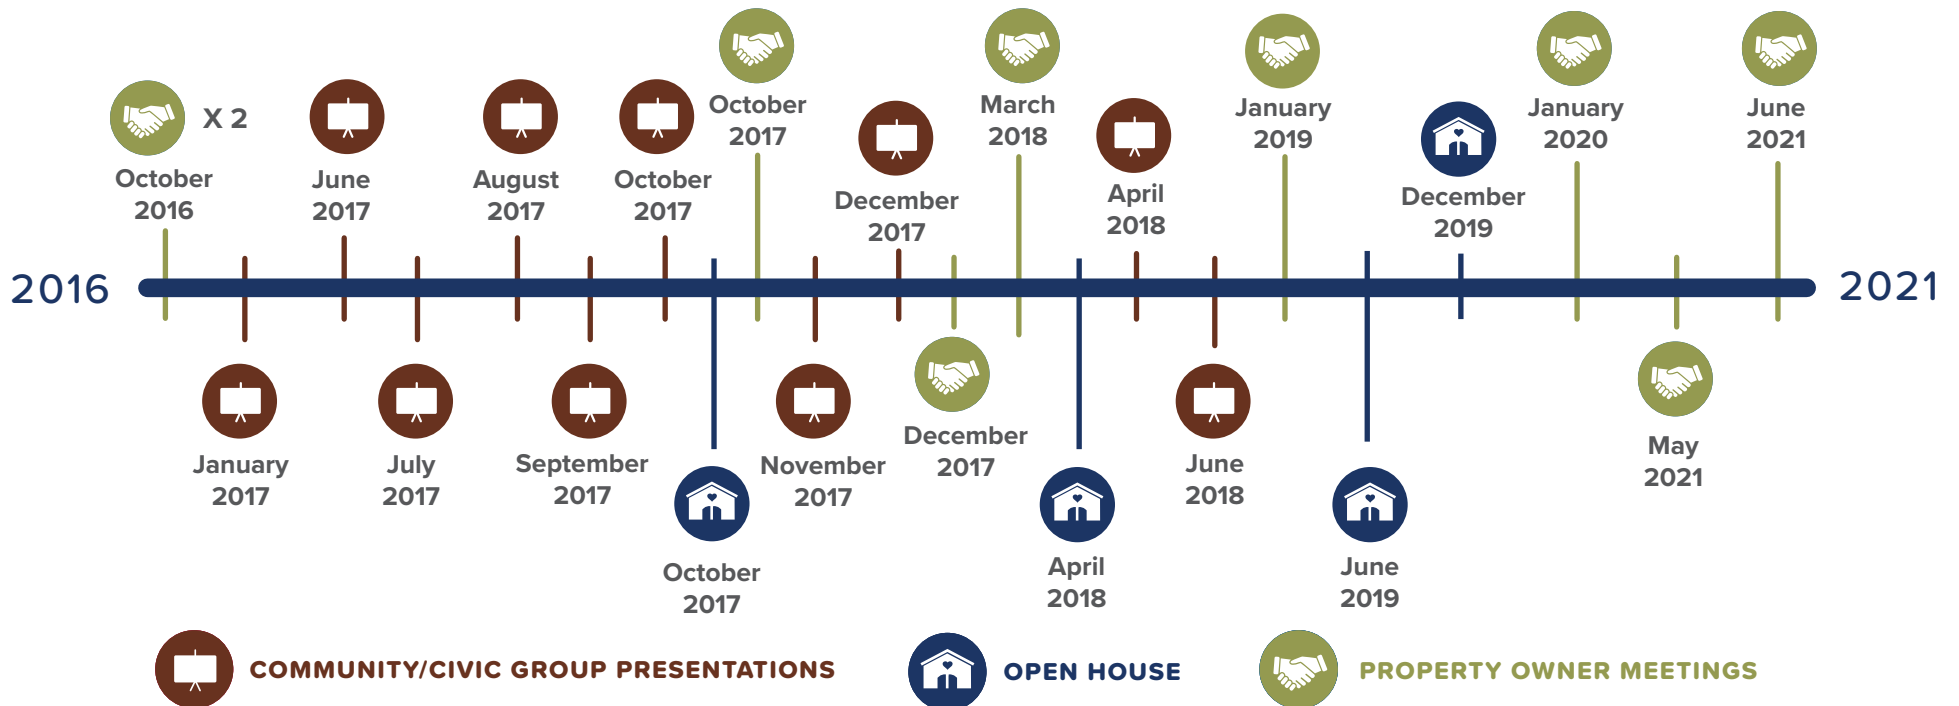 X 2
October
2016
June
2017
August
2017
October
2017
October
2017
December
2017
March
2018
April
2018
January
2019
December
2019
January
2020
June
2021
2016
2021
January
2017
July
2017
September
2017
October
2017
November
2017
December
2017
April
2018
June
2018
June
2019
May
2021
COMMUNITY/CIVIC GROUP PRESENTATIONS
OPEN HOUSE
PROPERTY OWNER MEETINGS